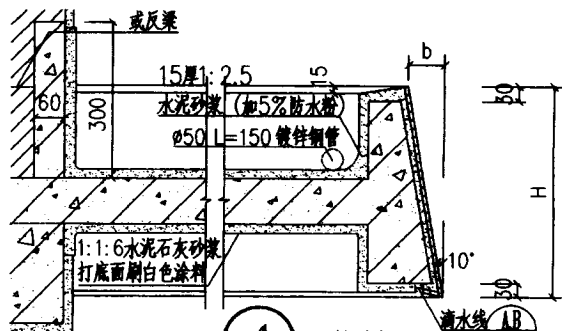 或反梁
15厚1:2.5
水泥砂浆(加5%防水粉)
ø50 L=150 镀锌钢管
60
300
15
b
30
H
1:1:6水泥石灰砂浆
打底面刷白色涂料
10°
30
滴水线
AB
1